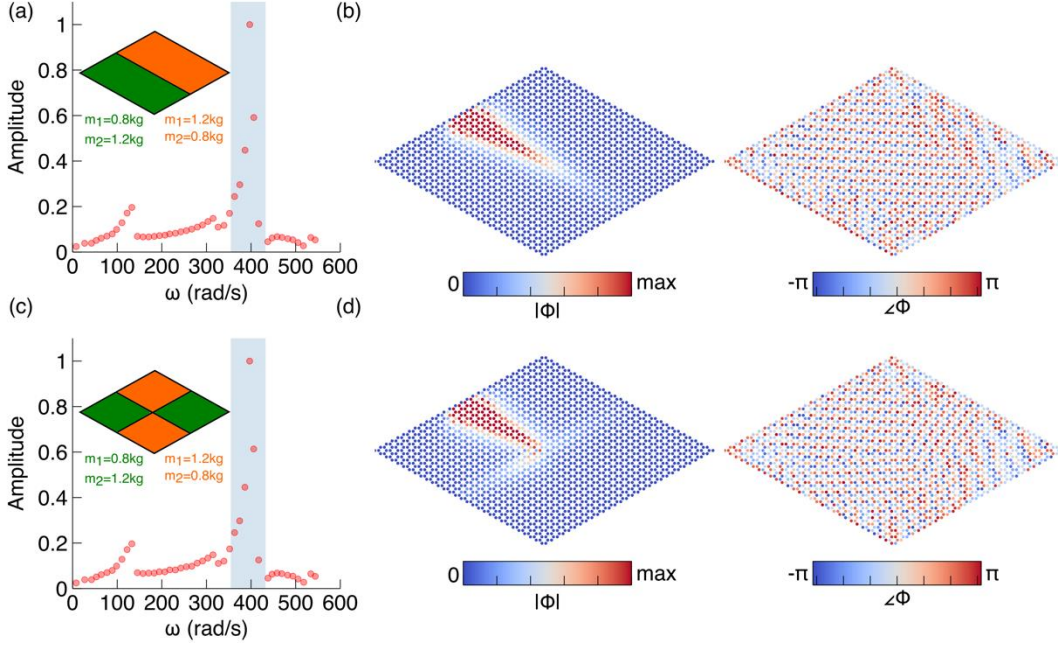 (a)
1
0.8
0.6
0.4
0.2
0
Amplitude
m1=0.8kg m1=1.2kg
m2=1.2kg m2=0.8kg
0 100 200 300 400 500 600
ω (rad/s)
(b)
0 max
|Φ|
-π π
∠Φ
(c)
1
0.8
0.6
0.4
0.2
0
Amplitude
m1=0.8kg m1=1.2kg
m2=1.2kg m2=0.8kg
0 100 200 300 400 500 600
ω (rad/s)
(d)
0 max
|Φ|
-π π
∠Φ